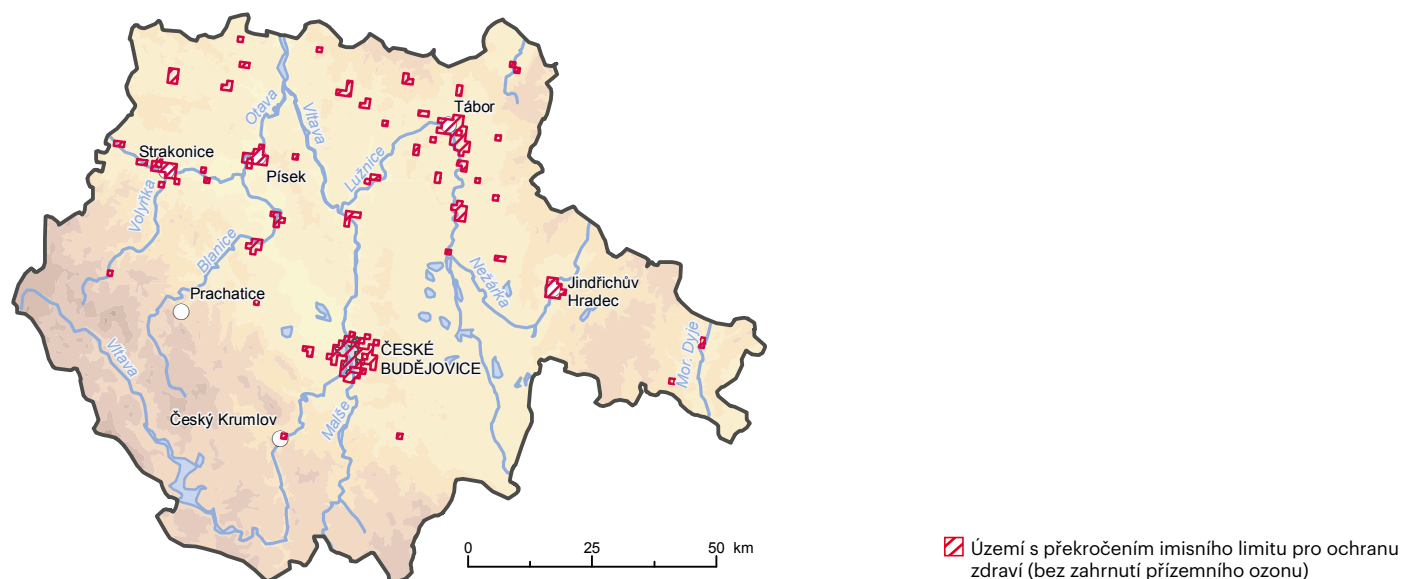 Tábor
Otava
Vltava
Strakonice
Písek
Lužnice
Volyňka
Blanice
Nežárka
Jindřichův
Hradec
Prachatice
Vltava
ČESKÉ
BUDĚJOVICE
Mor. Dyje
Český Krumlov
Malše
0 25 50 km
Území s překročením imisního limitu pro ochranu
zdraví (bez zahrnutí přízemního ozonu)